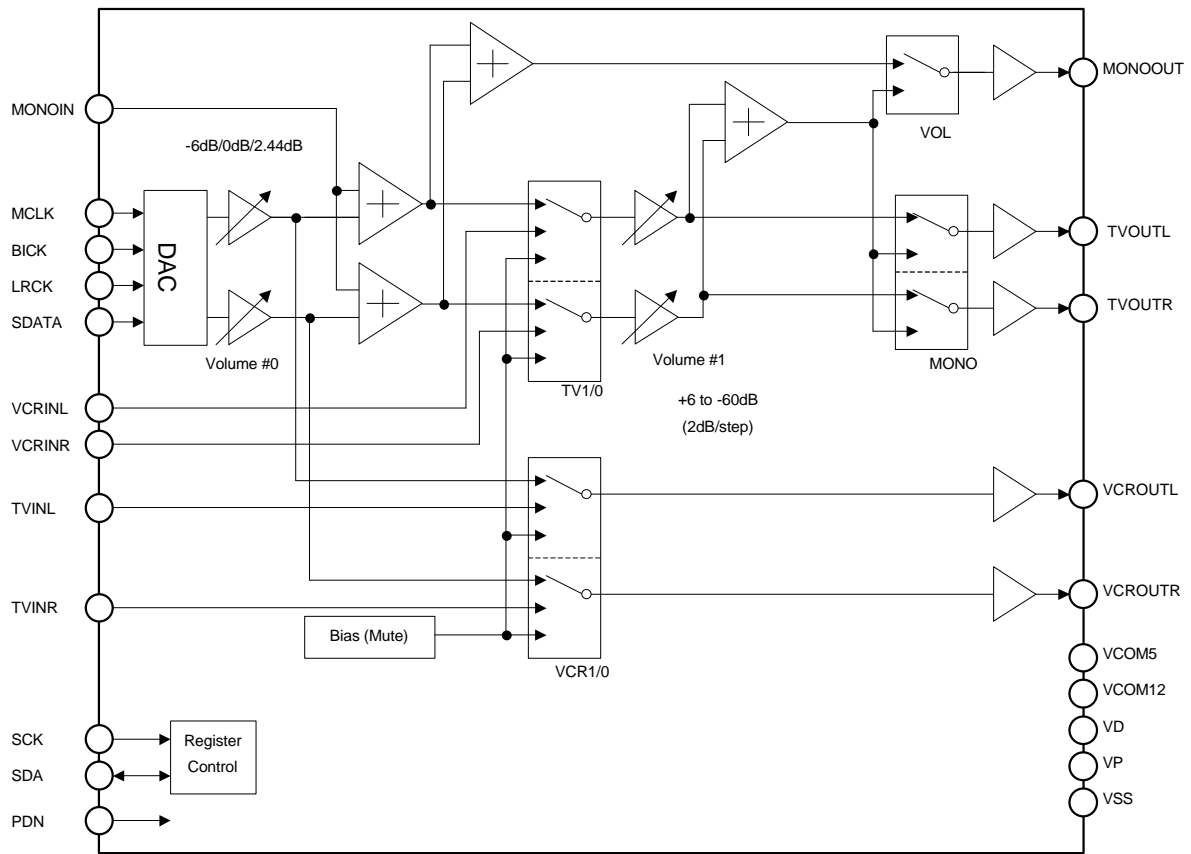 MONOIN
-6dB/0dB/2.44dB
MCLK
BICK
LRCK
SDATA
DAC
Volume #0
VCRINL
VCRINR
TVINL
TVINR
Bias (Mute)
SCK
SDA
PDN
Register
Control
TV1/0
Volume #1
+6 to -60dB
(2dB/step)
VCR1/0
VOL
MONO
MONOOUT
TVOUTL
TVOUTR
VCROUTL
VCROUTR
VCOM5
VCOM12
VD
VP
VSS